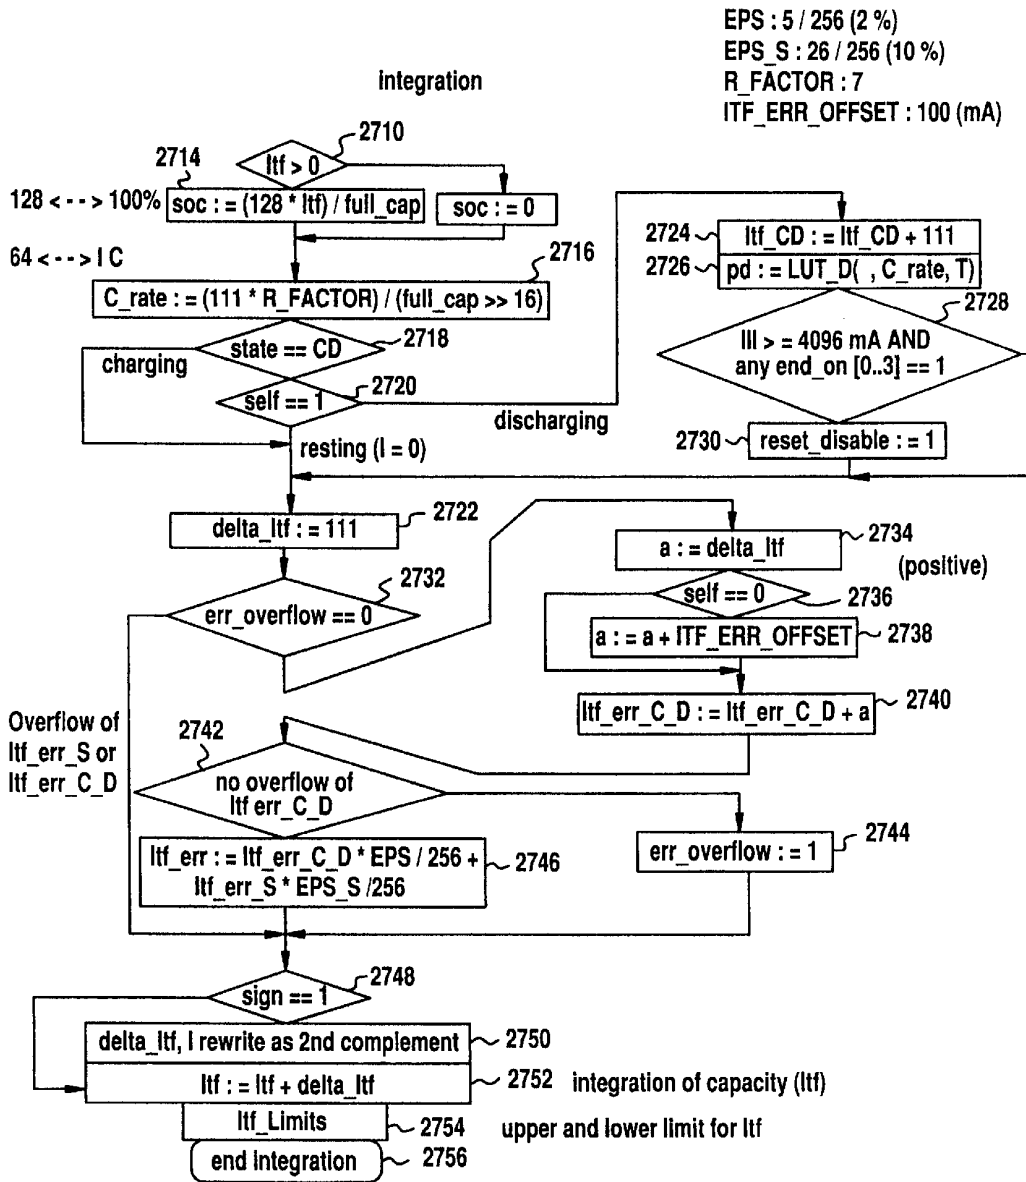 EPS : 5 / 256 (2 %)
EPS_S : 26 / 256 (10 %)
R_FACTOR : 7
ITF_ERR_OFFSET : 100 (mA)
integration
2710
Itf > 0
2714
128 < - - > 100%
soc := (128 * Itf) / full_cap
soc := 0
64 < - - > I C
2716
C_rate := (111 * R_FACTOR) / (full_cap >> 16)
2718
state == CD
charging
2720
self == 1
discharging
resting (I = 0)
2724
Itf_CD := Itf_CD + 111
2726
pd := LUT_D( , C_rate, T)
2728
III > = 4096 mA AND
any end_on [0..3] == 1
2730
reset_disable := 1
2722
delta_Itf := 111
2732
err_overflow == 0
2734
a := delta_Itf
(positive)
self == 0
2736
a := a + ITF_ERR_OFFSET
2738
Itf_err_C_D := Itf_err_C_D + a
2740
Overflow of
Itf_err_S or
Itf_err_C_D
2742
no overflow of
Itf err_C_D
2744
err_overflow := 1
Itf_err := Itf_err_C_D * EPS / 256 +
Itf_err_S * EPS_S /256
2746
2748
sign == 1
delta_Itf, I rewrite as 2nd complement
2750
Itf := Itf + delta_Itf
2752
integration of capacity (Itf)
Itf_Limits
2754
upper and lower limit for Itf
end Integration
2756